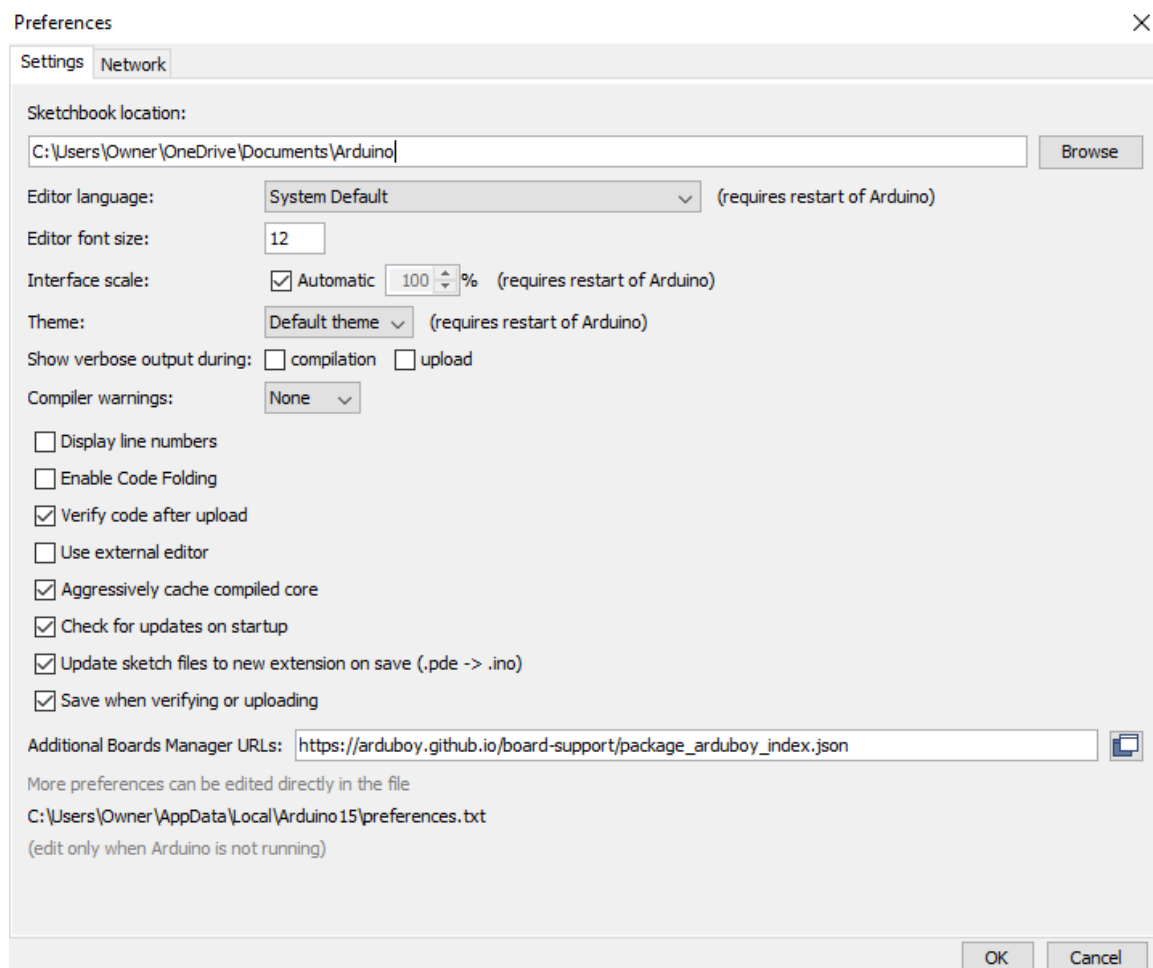 Preferences
Settings Network
Sketchbook location:
C:\Users\Owner\OneDrive\Documents\Arduino Browse
Editor language: System Default (requires restart of Arduino)
Editor font size: 12
Interface scale: Automatic 100 % (requires restart of Arduino)
Theme: Default theme (requires restart of Arduino)
Show verbose output during: compilation upload
Compiler warnings: None
Display line numbers
Enable Code Folding
Verify code after upload
Use external editor
Aggressively cache compiled core
Check for updates on startup
Update sketch files to new extension on save (.pde -> .ino)
Save when verifying or uploading
Additional Boards Manager URLs: https://arduboy.github.io/board-support/package_arduboy_index.json
More preferences can be edited directly in the file
C:\Users\Owner\AppData\Local\Arduino15\preferences.txt
(edit only when Arduino is not running)
OK Cancel